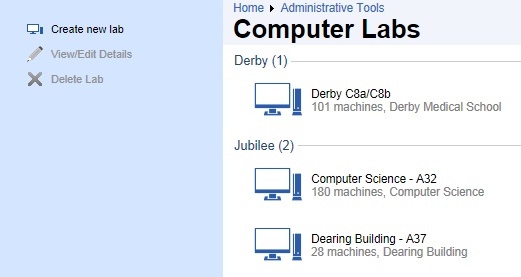 Create new lab
View/Edit Details
Delete Lab
Home Administrative Tools
Computer Labs
Derby (1)
Derby C8a/C8b
101 machines, Derby Medical School
Jubilee (2)
Computer Science - A32
180 machines, Computer Science
Dearing Building - A37
28 machines, Dearing Building